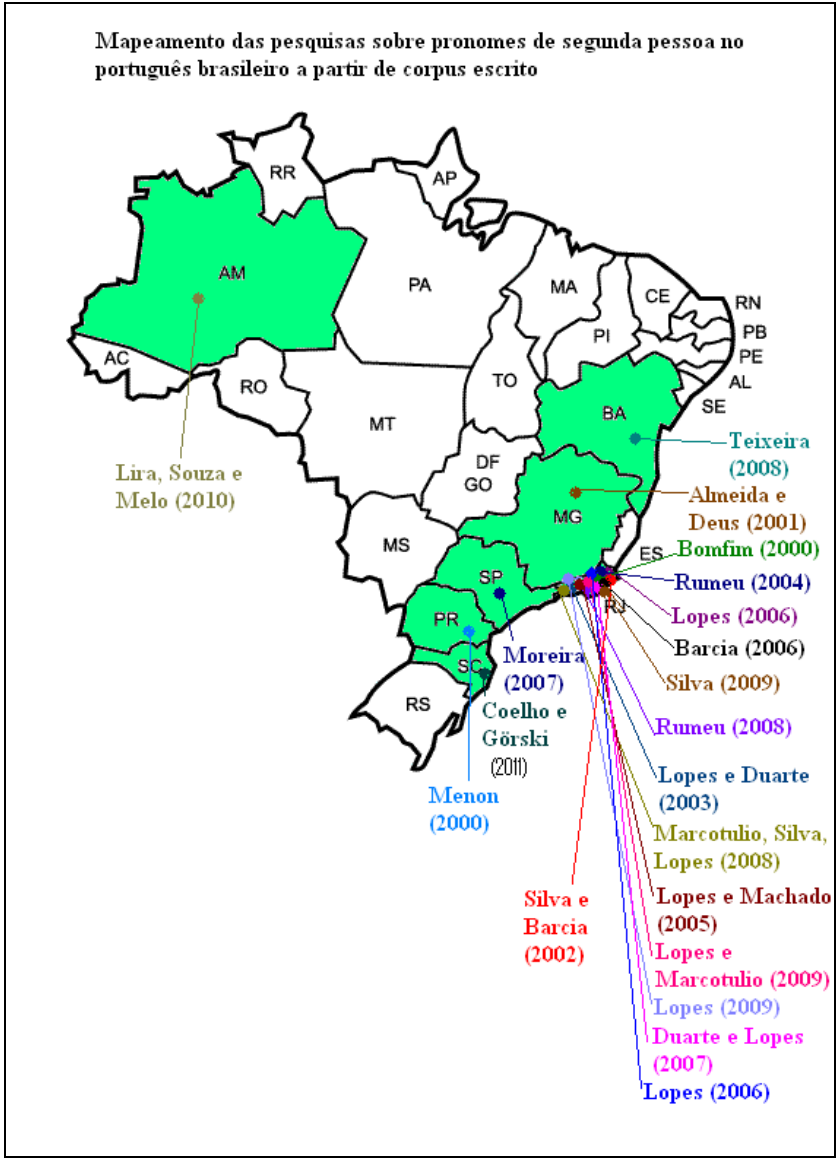 Mapeamento das pesquisas sobre pronomes de segunda pessoa no
português brasileiro a partir de corpus escrito
RR
AP
AM
PA
MA
CE
RN
PB
PE
AL
SE
PI
AC
RO
TO
MT
BA
DF
GO
MG
MS
ES
SP
RJ
PR
SC
RS
Lira, Souza e
Melo (2010)
Teixeira
(2008)
Almeida e
Deus (2001)
Bomfim (2000)
Rumeu (2004)
Lopes (2006)
Barcia (2006)
Silva (2009)
Moreira
(2007)
Coelho e
Görski
(2011)
Menon
(2000)
Rumeu (2008)
Lopes e Duarte
(2003)
Marcotulio, Silva,
Lopes (2008)
Silva e
Barcia
(2002)
Lopes e Machado
(2005)
Lopes e
Marcotulio (2009)
Lopes (2009)
Duarte e Lopes
(2007)
Lopes (2006)